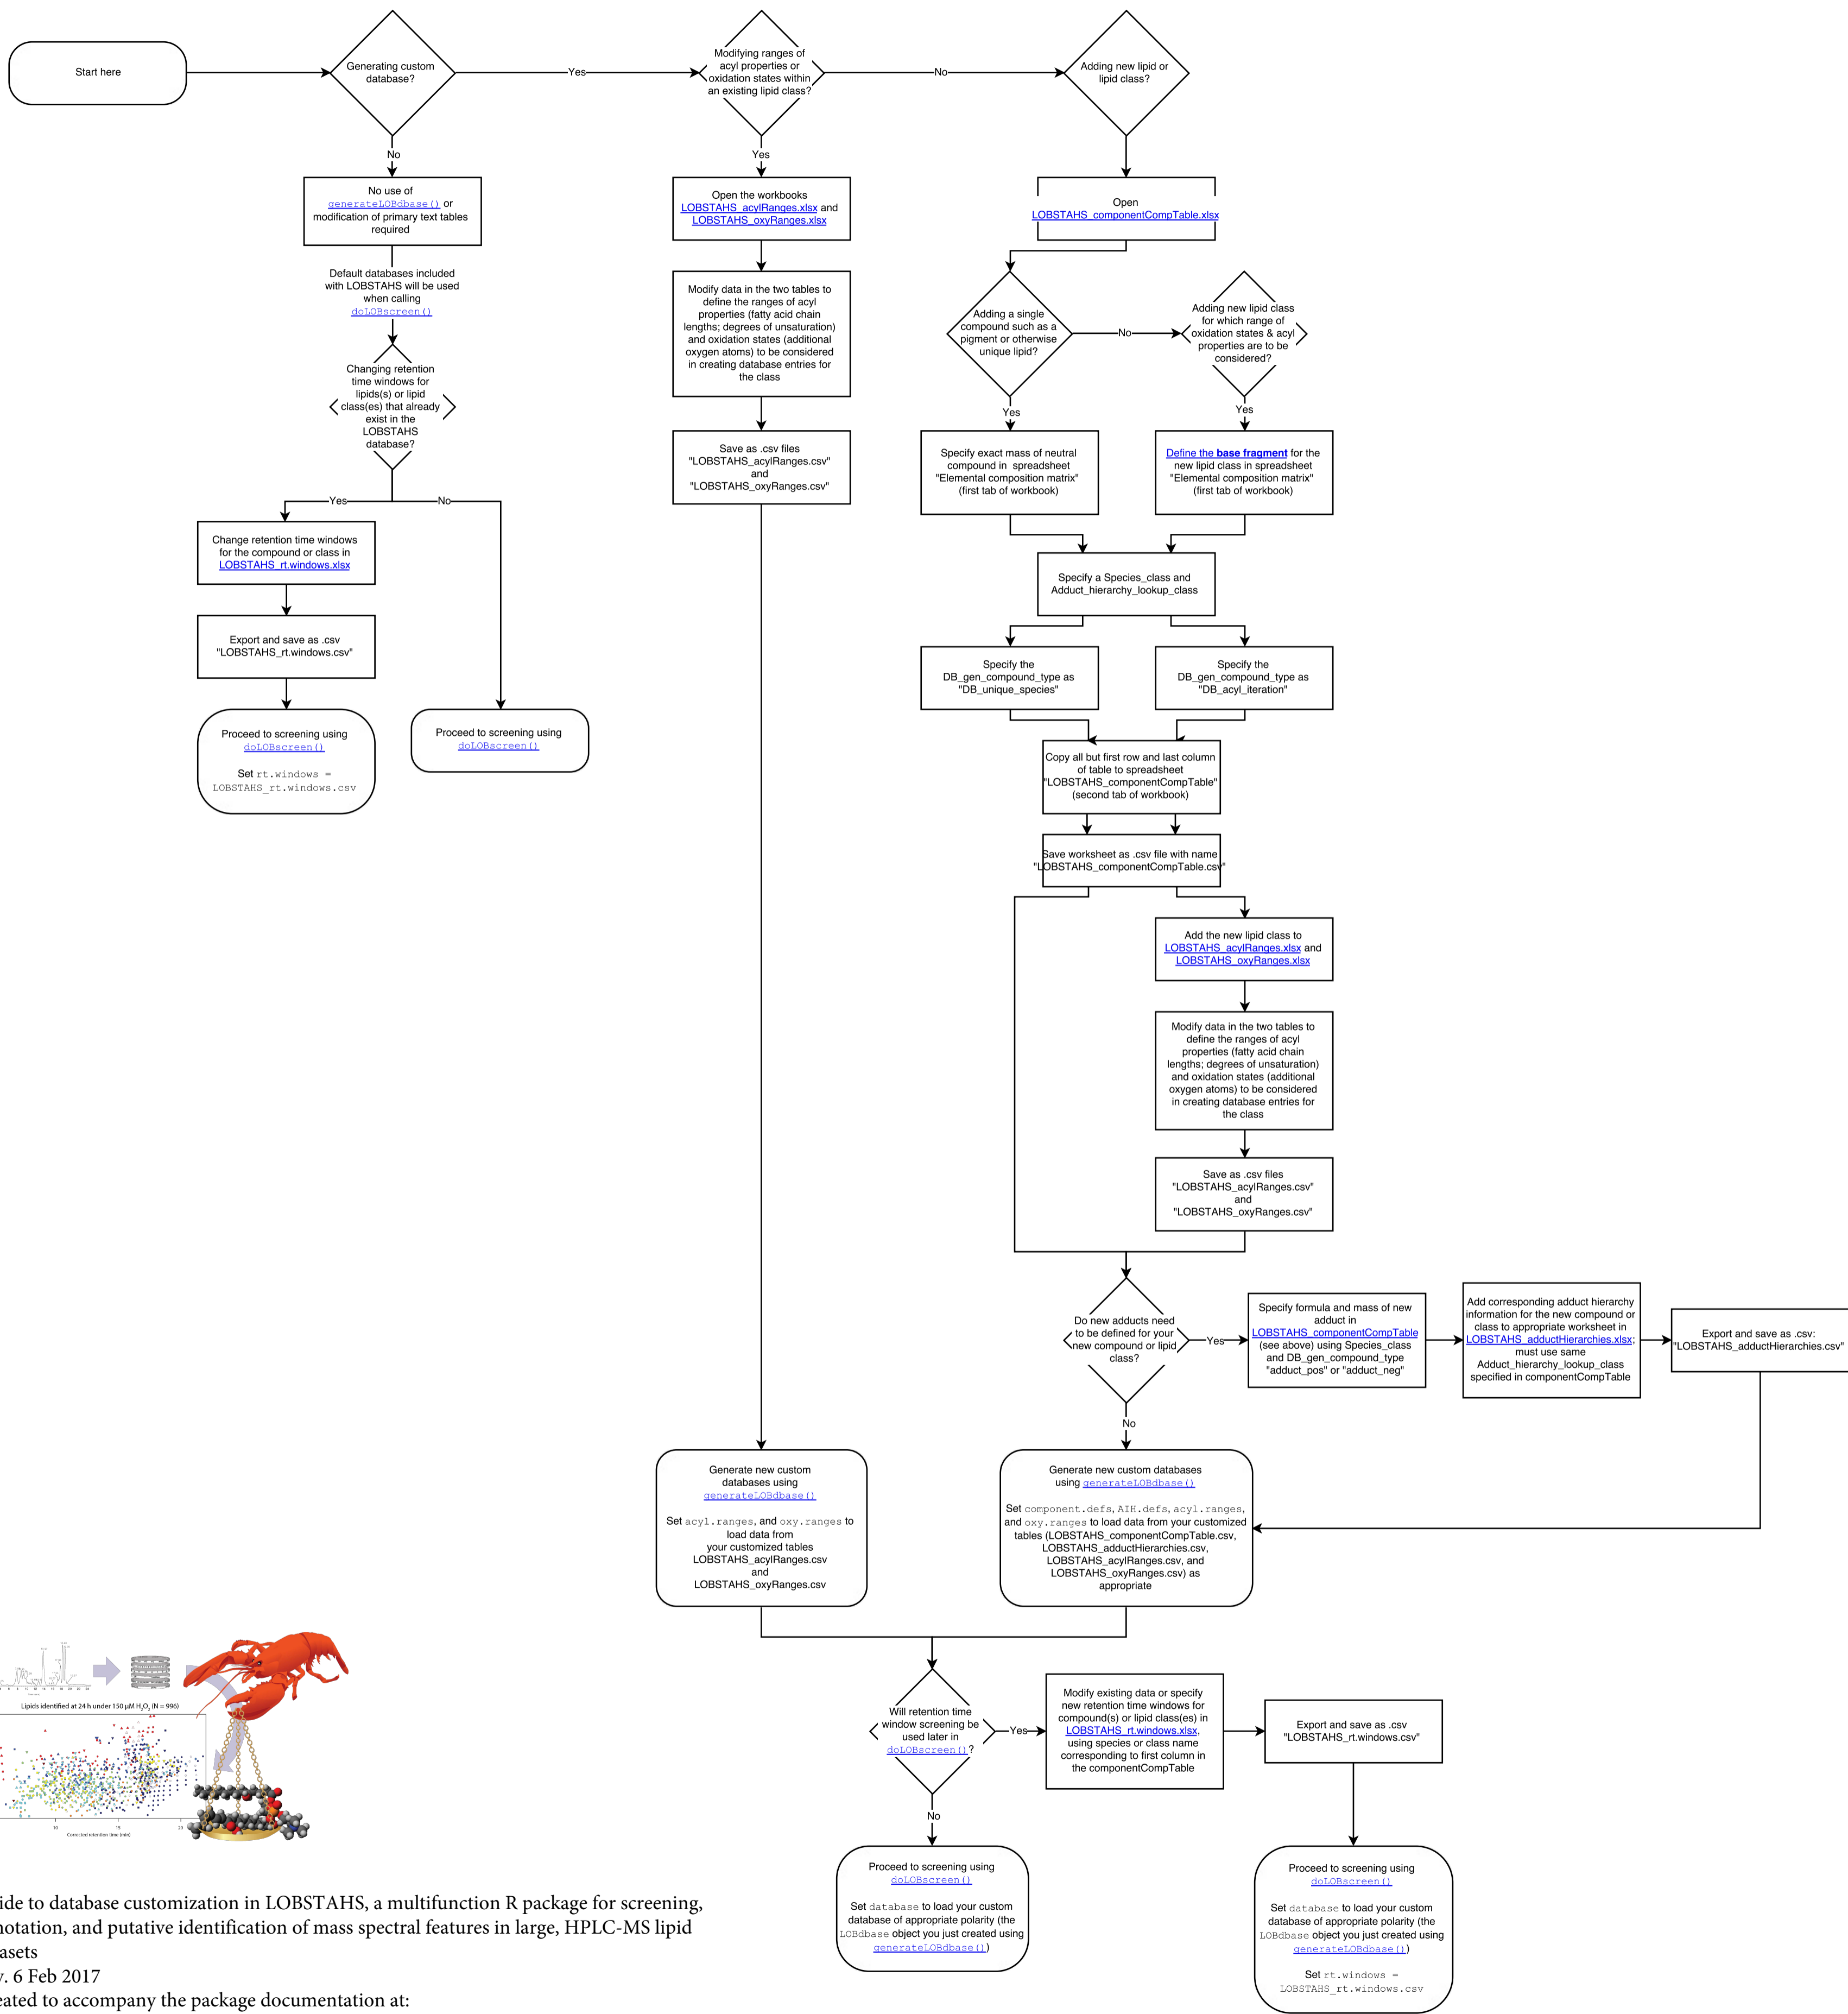 Start here
Generating custom
database?
Yes
Modifying ranges of
acyl properties or
oxidation states within
an existing lipid class?
No
Adding new lipid or
lipid class?
No
No use of
generateLOBdbase() or
modification of primary text tables
required
Default databases included
with LOBSTAHS will be used
when calling
doLOBscreen()
Changing retention
time windows for
lipids(s) or lipid
class(es) that already
exist in the
LOBSTAHS
database?
Yes
No
Change retention time windows
for the compound or class in
LOBSTAHS_rt.windows.xlsx
Export and save as .csv
"LOBSTAHS_rt.windows.csv"
Proceed to screening using
doLOBscreen()
Set rt.windows =
LOBSTAHS_rt.windows.csv
Proceed to screening using
doLOBscreen()
Yes
Open the workbooks
LOBSTAHS_acylRanges.xlsx and
LOBSTAHS_oxyRanges.xlsx
Modify data in the two tables to
define the ranges of acyl
properties (fatty acid chain
lengths; degrees of unsaturation)
and oxidation states (additional
oxygen atoms) to be considered
in creating database entries for
the class
Save as .csv files
"LOBSTAHS_acylRanges.csv"
and
"LOBSTAHS_oxyRanges.csv"
Open
LOBSTAHS_componentCompTable.xlsx
Adding a single
compound such as a
pigment or otherwise
unique lipid?
No
Adding new lipid class
for which range of
oxidation states & acyl
properties are to be
considered?
Yes
Yes
Specify exact mass of neutral
compound in spreadsheet
"Elemental composition matrix"
(first tab of workbook)
Define the base fragment for the
new lipid class in spreadsheet
"Elemental composition matrix"
(first tab of workbook)
Specify a Species_class and
Adduct_hierarchy_lookup_class
Specify the
DB_gen_compound_type as
"DB_unique_species"
Specify the
DB_gen_compound_type as
"DB_acyl_iteration"
Copy all but first row and last column
of table to spreadsheet
"LOBSTAHS_componentCompTable"
(second tab of workbook)
Save worksheet as .csv file with name
"LOBSTAHS_componentCompTable.csv"
Add the new lipid class to
LOBSTAHS_acylRanges.xlsx and
LOBSTAHS_oxyRanges.xlsx
Modify data in the two tables to
define the ranges of acyl
properties (fatty acid chain
lengths; degrees of unsaturation)
and oxidation states (additional
oxygen atoms) to be considered
in creating database entries for
the class
Save as .csv files
"LOBSTAHS_acylRanges.csv"
and
"LOBSTAHS_oxyRanges.csv"
Do new adducts need
to be defined for your
new compound or lipid
class?
Yes
Specify formula and mass of new
adduct in
LOBSTAHS_componentCompTable
(see above) using Species_class
and DB_gen_compound_type
"adduct_pos" or "adduct_neg"
Add corresponding adduct hierarchy
information for the new compound or
class to appropriate worksheet in
LOBSTAHS_adductHierarchies.xlsx;
must use same
Adduct_hierarchy_lookup_class
specified in componentCompTable
Export and save as .csv:
"LOBSTAHS_adductHierarchies.csv"
No
Generate new custom
databases using
generateLOBdbase()
Set acyl.ranges, and oxy.ranges to
load data from
your customized tables
LOBSTAHS_acylRanges.csv
and
LOBSTAHS_oxyRanges.csv
Generate new custom databases
using generateLOBdbase()
Set component.defs, AIH.defs, acyl.ranges,
and oxy.ranges to load data from your customized
tables (LOBSTAHS_componentCompTable.csv,
LOBSTAHS_adductHierarchies.csv,
LOBSTAHS_acylRanges.csv, and
LOBSTAHS_oxyRanges.csv) as
appropriate
Will retention time
window screening be
used later in
doLOBscreen()?
Yes
Modify existing data or specify
new retention time windows for
compound(s) or lipid class(es) in
LOBSTAHS_rt.windows.xlsx,
using species or class name
corresponding to first column in
the componentCompTable
Export and save as .csv
"LOBSTAHS_rt.windows.csv"
No
Proceed to screening using
doLOBscreen()
Set database to load your custom
database of appropriate polarity (the
LOBdbase object you just created using
generateLOBdbase())
Proceed to screening using
doLOBscreen()
Set database to load your custom
database of appropriate polarity (the
LOBdbase object you just created using
generateLOBdbase())
Set rt.windows =
LOBSTAHS_rt.windows.csv
Lipids identified at 24 h under 150 µM H₂O₂ (N = 996)
10 15 20
Corrected retention time (min)
ide to database customization in LOBSTAHS, a multifunction R package for screening,
notation, and putative identification of mass spectral features in large, HPLC-MS lipid
asets
v. 6 Feb 2017
eated to accompany the package documentation at: